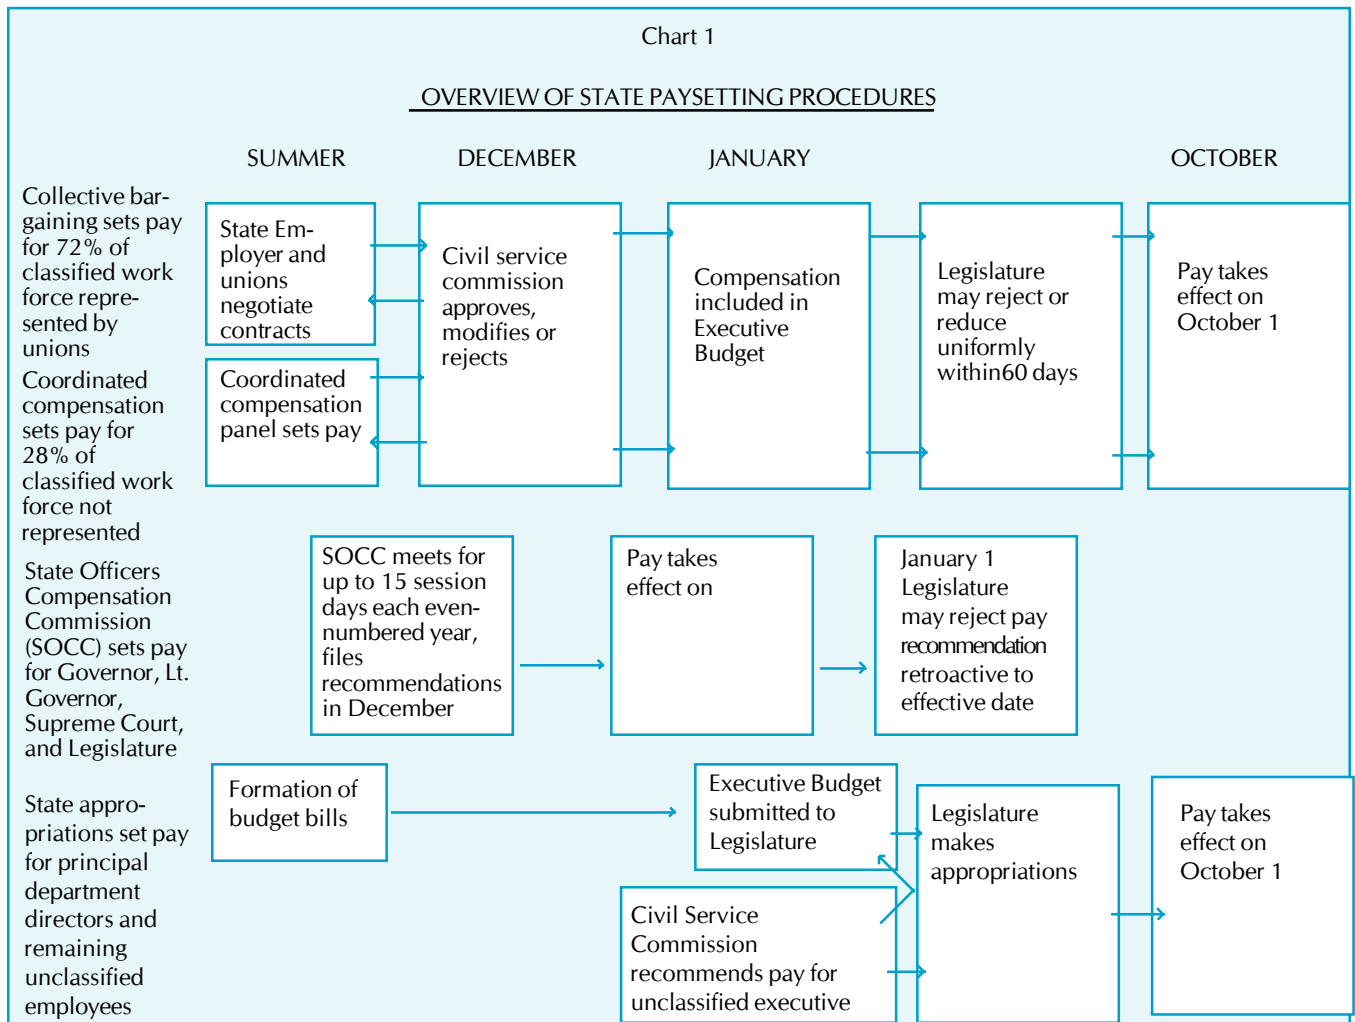 Chart 1
OVERVIEW OF STATE PAYSETTING PROCEDURES
SUMMER
DECEMBER
JANUARY
OCTOBER
Collective bar-
gaining sets pay
for 72% of
classified work
force repre-
sented by
unions
State Em-
ployer and
unions
negotiate
contracts
Civil service
commission
approves,
modifies or
rejects
Compensation
included in
Executive
Budget
Legislature
may reject or
reduce
uniformly
within60 days
Pay takes
effect on
October 1
Coordinated
compensation
sets pay for
28% of
classified work
force not
represented
Coordinated
compensation
panel sets pay
State Officers
Compensation
Commission
(SOCC) sets pay
for Governor, Lt.
Governor,
Supreme Court,
and Legislature
SOCC meets for
up to 15 session
days each even-
numbered year,
files
recommendations
in December
Pay takes
effect on
January 1
Legislature
may reject pay
recommendation
retroactive to
effective date
State appro-
priations set pay
for principal
department
directors and
remaining
unclassified
employees
Formation of
budget bills
Executive Budget
submitted to
Legislature
Civil Service
Commission
recommends pay for
unclassified executive
Legislature
makes
appropriations
Pay takes
effect on
October 1